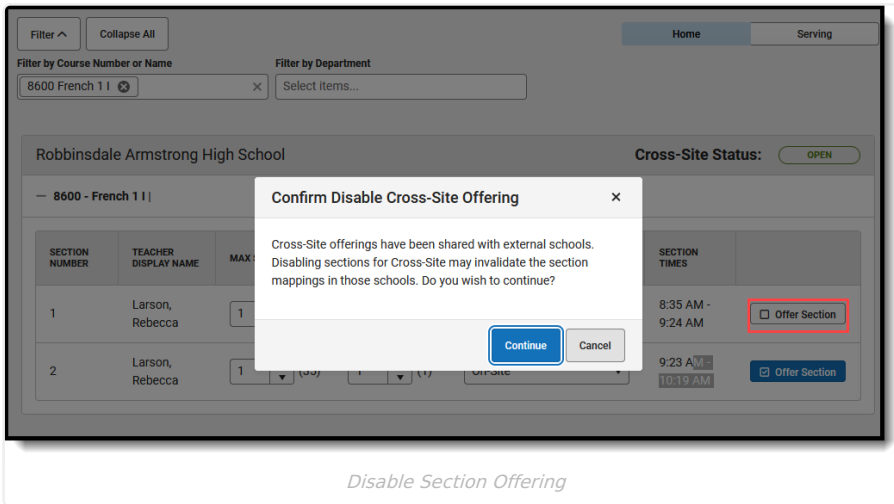 Filter
Collapse All
Home
Serving
Filter by Course Number or Name
Filter by Department
8600 French 1 I
Select items...
Robbinsdale Armstrong High School
Cross-Site Status:
OPEN
8600 - French 1 I |
Confirm Disable Cross-Site Offering
Cross-Site offerings have been shared with external schools.
Disabling sections for Cross-Site may invalidate the section
mappings in those schools. Do you wish to continue?
Continue
Cancel
SECTION
NUMBER
TEACHER
DISPLAY NAME
MAX
SECTION
TIMES
1
Larson,
Rebecca
1
8:35 AM -
9:24 AM
Offer Section
2
Larson,
Rebecca
1
(1)
On-Site
9:23 AM -
10:19 AM
Offer Section
Disable Section Offering